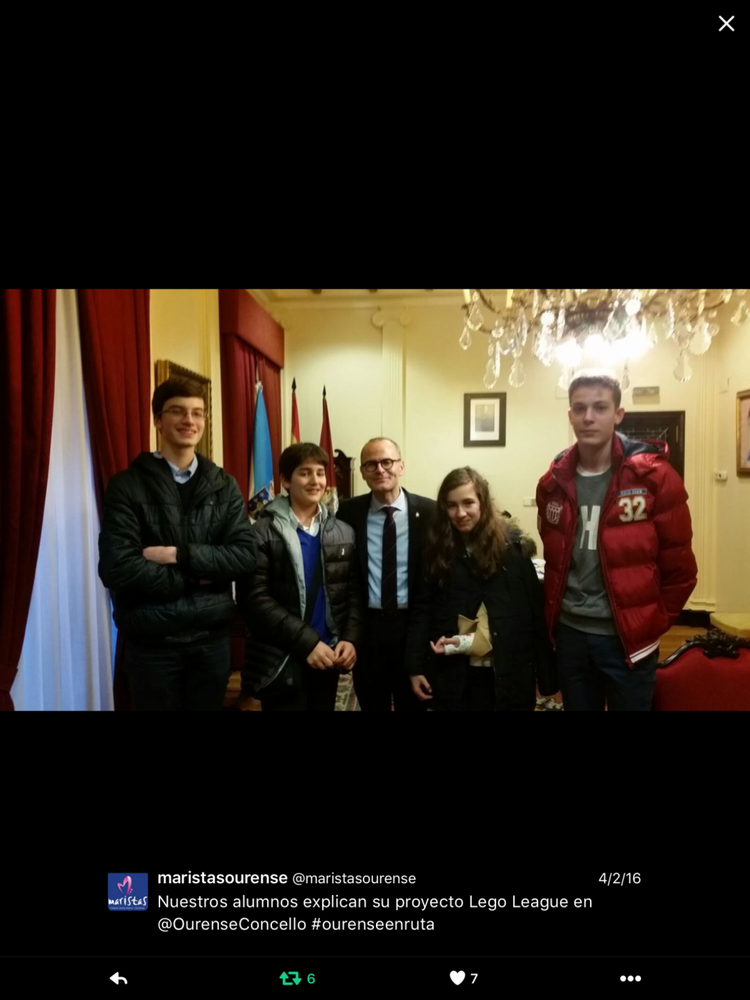 H
32
maristas
maristasourense @maristasourense 4/2/16
Nuestros alumnos explican su proyecto Lego League en
@OurenseConcello #ourenseenruta
6
7